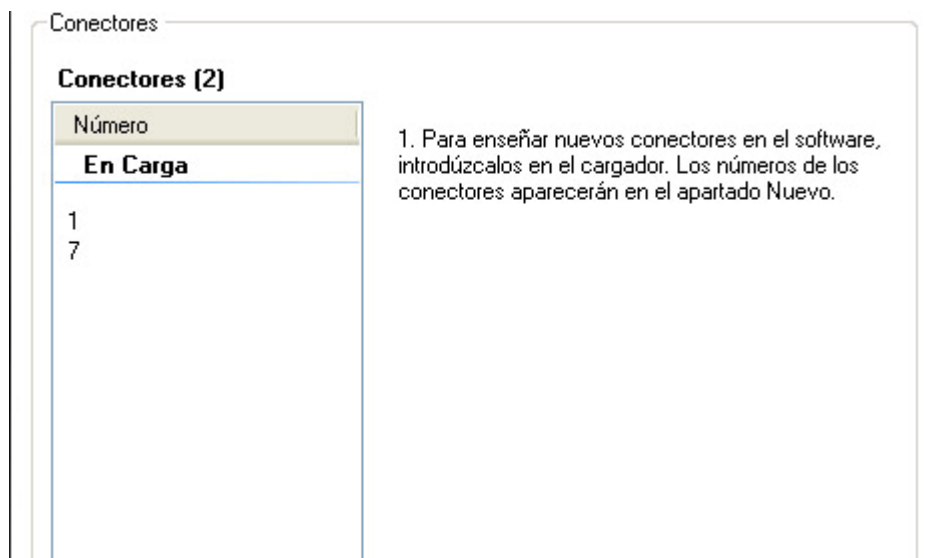 Conectores
Conectores (2)
Número
En Carga
1
7
1. Para enseñar nuevos conectores en el software,
introdúzcalos en el cargador. Los números de los
conectores aparecerán en el apartado Nuevo.